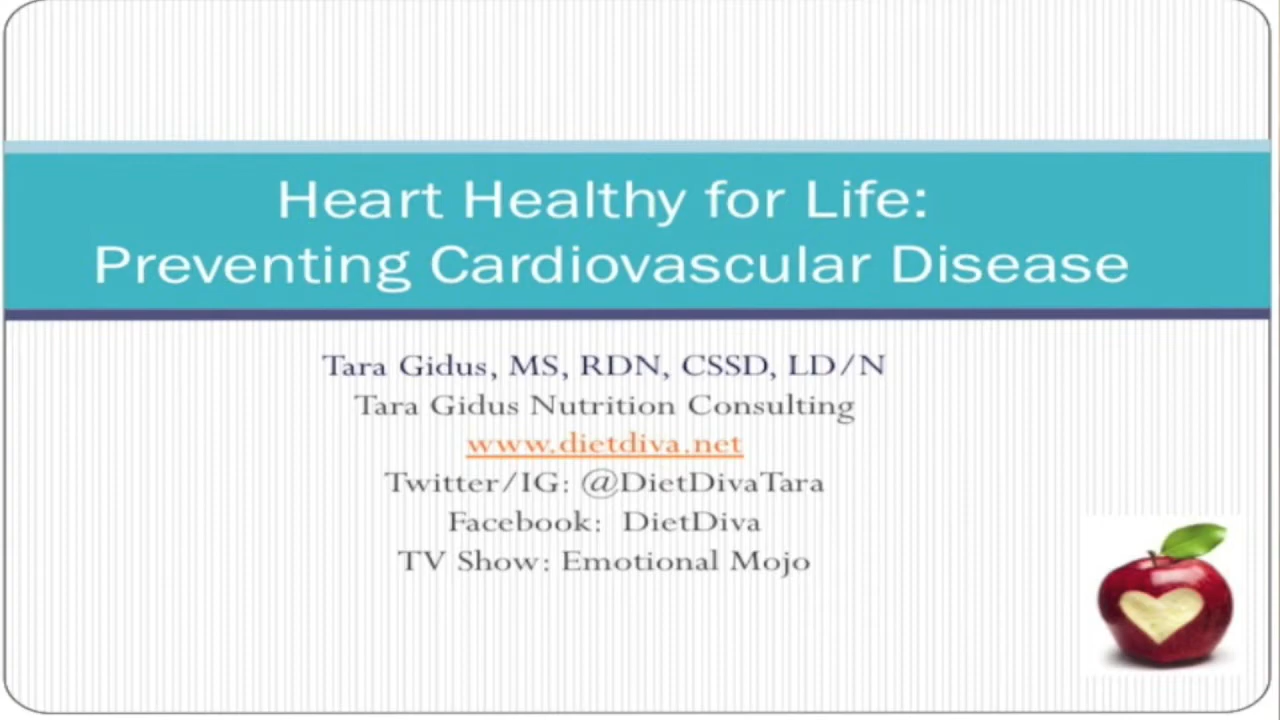 Heart Healthy for Life:
Preventing Cardiovascular Disease
Tara Gidus, MS, RDN, CSSD, LD/N
Tara Gidus Nutrition Consulting
www.dietdiva.net
Twitter/IG: @DietDivaTara
Facebook: DietDiva
TV Show: Emotional Mojo